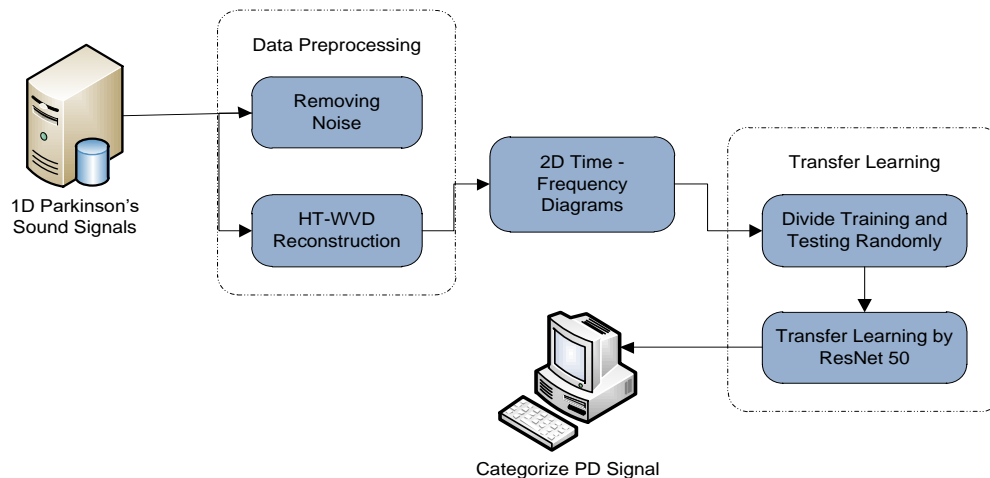 1D Parkinson's
Sound Signals
Data Preprocessing
Removing
Noise
HT-WVD
Reconstruction
2D Time -
Frequency
Diagrams
Transfer Learning
Divide Training and
Testing Randomly
Transfer Learning by
ResNet 50
Categorize PD Signal